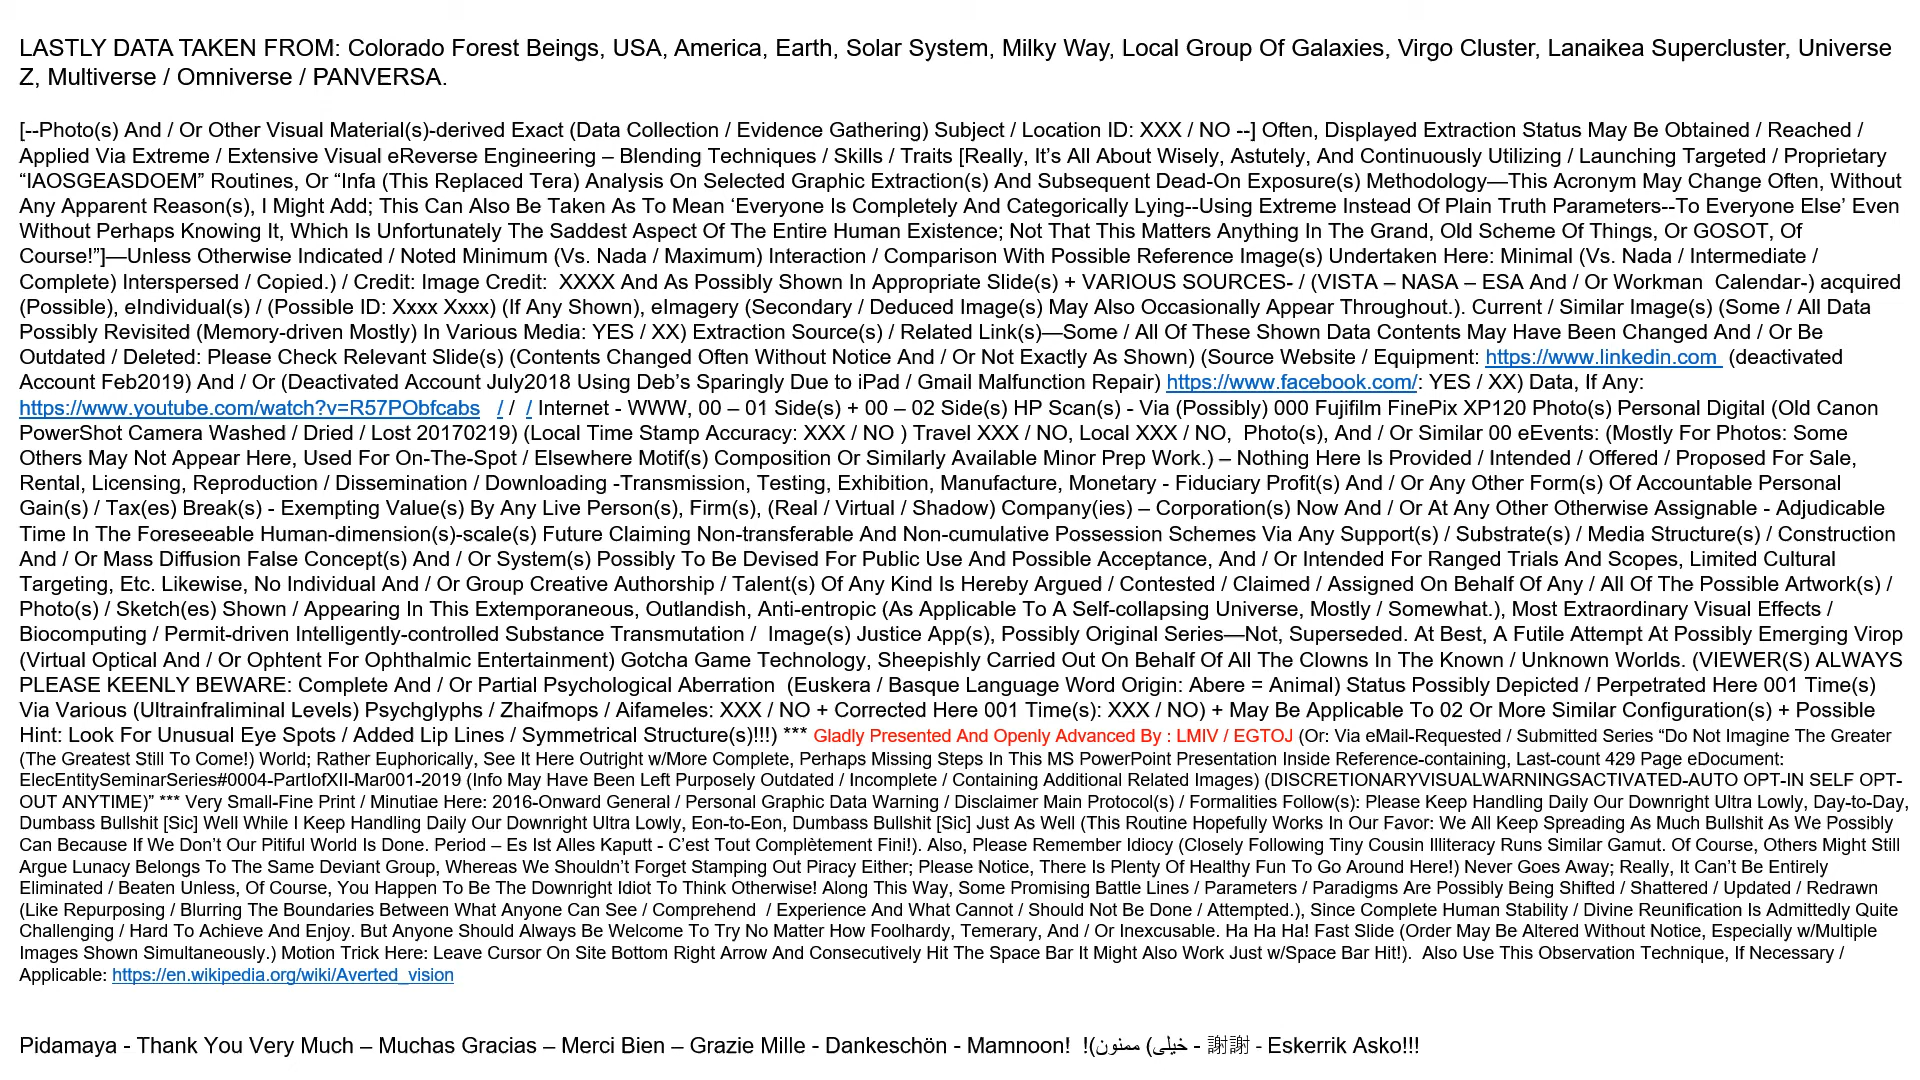 LASTLY DATA TAKEN FROM: Colorado Forest Beings, USA, America, Earth, Solar System, Milky Way, Local Group Of Galaxies, Virgo Cluster, Lanaikea Supercluster, Universe
Z, Multiverse / Omniverse / PANVERSA.
[--Photo(s) And / Or Other Visual Material(s)-derived Exact (Data Collection / Evidence Gathering) Subject / Location ID: XXX / NO --] Often, Displayed Extraction Status May Be Obtained / Reached /
Applied Via Extreme / Extensive Visual eReverse Engineering – Blending Techniques / Skills / Traits [Really, It’s All About Wisely, Astutely, And Continuously Utilizing / Launching Targeted / Proprietary
“IAOSGEASDOEM” Routines, Or “Infa (This Replaced Tera) Analysis On Selected Graphic Extraction(s) And Subsequent Dead-On Exposure(s) Methodology—This Acronym May Change Often, Without
Any Apparent Reason(s), I Might Add; This Can Also Be Taken As To Mean ‘Everyone Is Completely And Categorically Lying--Using Extreme Instead Of Plain Truth Parameters--To Everyone Else’ Even
Without Perhaps Knowing It, Which Is Unfortunately The Saddest Aspect Of The Entire Human Existence; Not That This Matters Anything In The Grand, Old Scheme Of Things, Or GOSOT, Of
Course!”]—Unless Otherwise Indicated / Noted Minimum (Vs. Nada / Maximum) Interaction / Comparison With Possible Reference Image(s) Undertaken Here: Minimal (Vs. Nada / Intermediate /
Complete) Interspersed / Copied.) / Credit: Image Credit:  XXXX And As Possibly Shown In Appropriate Slide(s) + VARIOUS SOURCES- / (VISTA – NASA – ESA And / Or Workman  Calendar-) acquired
(Possible), eIndividual(s) / (Possible ID: Xxxx Xxxx) (If Any Shown), eImagery (Secondary / Deduced Image(s) May Also Occasionally Appear Throughout.). Current / Similar Image(s) (Some / All Data
Possibly Revisited (Memory-driven Mostly) In Various Media: YES / XX) Extraction Source(s) / Related Link(s)—Some / All Of These Shown Data Contents May Have Been Changed And / Or Be
Outdated / Deleted: Please Check Relevant Slide(s) (Contents Changed Often Without Notice And / Or Not Exactly As Shown) (Source Website / Equipment: https://www.linkedin.com  (deactivated
Account Feb2019) And / Or (Deactivated Account July2018 Using Deb’s Sparingly Due to iPad / Gmail Malfunction Repair) https://www.facebook.com/: YES / XX) Data, If Any:
https://www.youtube.com/watch?v=R57PObfcabs   / /  / Internet - WWW, 00 – 01 Side(s) + 00 – 02 Side(s) HP Scan(s) - Via (Possibly) 000 Fujifilm FinePix XP120 Photo(s) Personal Digital (Old Canon
PowerShot Camera Washed / Dried / Lost 20170219) (Local Time Stamp Accuracy: XXX / NO ) Travel XXX / NO, Local XXX / NO,  Photo(s), And / Or Similar 00 eEvents: (Mostly For Photos: Some
Others May Not Appear Here, Used For On-The-Spot / Elsewhere Motif(s) Composition Or Similarly Available Minor Prep Work.) – Nothing Here Is Provided / Intended / Offered / Proposed For Sale,
Rental, Licensing, Reproduction / Dissemination / Downloading -Transmission, Testing, Exhibition, Manufacture, Monetary - Fiduciary Profit(s) And / Or Any Other Form(s) Of Accountable Personal
Gain(s) / Tax(es) Break(s) - Exempting Value(s) By Any Live Person(s), Firm(s), (Real / Virtual / Shadow) Company(ies) – Corporation(s) Now And / Or At Any Other Otherwise Assignable - Adjudicable
Time In The Foreseeable Human-dimension(s)-scale(s) Future Claiming Non-transferable And Non-cumulative Possession Schemes Via Any Support(s) / Substrate(s) / Media Structure(s) / Construction
And / Or Mass Diffusion False Concept(s) And / Or System(s) Possibly To Be Devised For Public Use And Possible Acceptance, And / Or Intended For Ranged Trials And Scopes, Limited Cultural
Targeting, Etc. Likewise, No Individual And / Or Group Creative Authorship / Talent(s) Of Any Kind Is Hereby Argued / Contested / Claimed / Assigned On Behalf Of Any / All Of The Possible Artwork(s) /
Photo(s) / Sketch(es) Shown / Appearing In This Extemporaneous, Outlandish, Anti-entropic (As Applicable To A Self-collapsing Universe, Mostly / Somewhat.), Most Extraordinary Visual Effects /
Biocomputing / Permit-driven Intelligently-controlled Substance Transmutation /  Image(s) Justice App(s), Possibly Original Series—Not, Superseded. At Best, A Futile Attempt At Possibly Emerging Virop
(Virtual Optical And / Or Ophtent For Ophthalmic Entertainment) Gotcha Game Technology, Sheepishly Carried Out On Behalf Of All The Clowns In The Known / Unknown Worlds. (VIEWER(S) ALWAYS
PLEASE KEENLY BEWARE: Complete And / Or Partial Psychological Aberration  (Euskera / Basque Language Word Origin: Abere = Animal) Status Possibly Depicted / Perpetrated Here 001 Time(s)
Via Various (Ultrainfraliminal Levels) Psychglyphs / Zhaifmops / Aifameles: XXX / NO + Corrected Here 001 Time(s): XXX / NO) + May Be Applicable To 02 Or More Similar Configuration(s) + Possible
Hint: Look For Unusual Eye Spots / Added Lip Lines / Symmetrical Structure(s)!!!) *** Gladly Presented And Openly Advanced By : LMIV / EGTOJ (Or: Via eMail-Requested / Submitted Series “Do Not Imagine The Greater
(The Greatest Still To Come!) World; Rather Euphorically, See It Here Outright w/More Complete, Perhaps Missing Steps In This MS PowerPoint Presentation Inside Reference-containing, Last-count 429 Page eDocument:
ElecEntitySeminarSeries#0004-PartIofXII-Mar001-2019 (Info May Have Been Left Purposely Outdated / Incomplete / Containing Additional Related Images) (DISCRETIONARYVISUALWARNINGSACTIVATED-AUTO OPT-IN SELF OPT-
OUT ANYTIME)” *** Very Small-Fine Print / Minutiae Here: 2016-Onward General / Personal Graphic Data Warning / Disclaimer Main Protocol(s) / Formalities Follow(s): Please Keep Handling Daily Our Downright Ultra Lowly, Day-to-Day,
Dumbass Bullshit [Sic] Well While I Keep Handling Daily Our Downright Ultra Lowly, Eon-to-Eon, Dumbass Bullshit [Sic] Just As Well (This Routine Hopefully Works In Our Favor: We All Keep Spreading As Much Bullshit As We Possibly
Can Because If We Don’t Our Pitiful World Is Done. Period – Es Ist Alles Kaputt - C’est Tout Complètement Fini!). Also, Please Remember Idiocy (Closely Following Tiny Cousin Illiteracy Runs Similar Gamut. Of Course, Others Might Still
Argue Lunacy Belongs To The Same Deviant Group, Whereas We Shouldn’t Forget Stamping Out Piracy Either; Please Notice, There Is Plenty Of Healthy Fun To Go Around Here!) Never Goes Away; Really, It Can’t Be Entirely
Eliminated / Beaten Unless, Of Course, You Happen To Be The Downright Idiot To Think Otherwise! Along This Way, Some Promising Battle Lines / Parameters / Paradigms Are Possibly Being Shifted / Shattered / Updated / Redrawn
(Like Repurposing / Blurring The Boundaries Between What Anyone Can See / Comprehend  / Experience And What Cannot / Should Not Be Done / Attempted.), Since Complete Human Stability / Divine Reunification Is Admittedly Quite
Challenging / Hard To Achieve And Enjoy. But Anyone Should Always Be Welcome To Try No Matter How Foolhardy, Temerary, And / Or Inexcusable. Ha Ha Ha! Fast Slide (Order May Be Altered Without Notice, Especially w/Multiple
Images Shown Simultaneously.) Motion Trick Here: Leave Cursor On Site Bottom Right Arrow And Consecutively Hit The Space Bar It Might Also Work Just w/Space Bar Hit!).  Also Use This Observation Technique, If Necessary /
Applicable: https://en.wikipedia.org/wiki/Averted_vision
Pidamaya - Thank You Very Much – Muchas Gracias – Merci Bien – Grazie Mille - Dankeschön - Mamnoon!  !(خیلی) ممنون - 謝謝 - Eskerrik Asko!!!